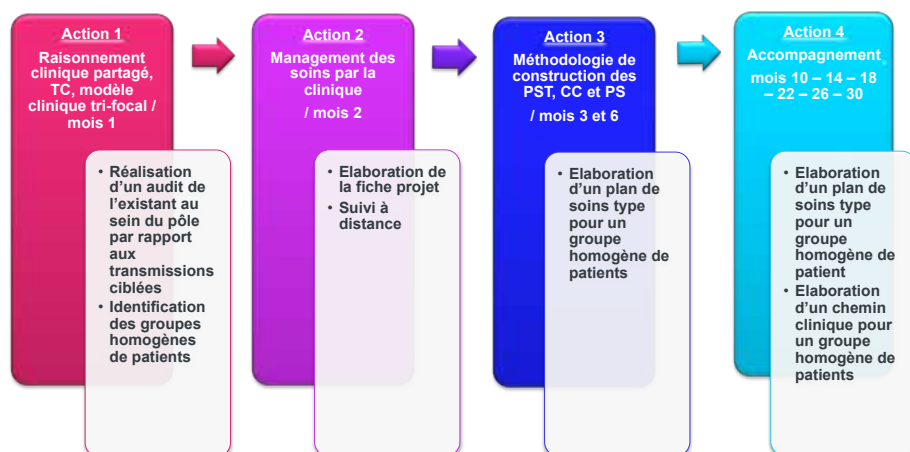 Action 1
Raisonnement
clinique partagé,
TC, modèle
clinique tri-focal /
mois 1
• Réalisation
d'un audit de
l'existant au
sein du pôle
par rapport
aux
transmissions
ciblées
• Identification
des groupes
homogènes
de patients
Action 2
Management des
soins par la
clinique
/ mois 2
• Elaboration de
la fiche projet
• Suivi à
distance
Action 3
Méthodologie de
construction des
PST, CC et PS
/ mois 3 et 6
• Elaboration
d'un plan de
soins type
pour un
groupe
homogène de
patients
Action 4
Accompagnement
mois 10 – 14 – 18
– 22 – 26 – 30
• Elaboration
d'un plan de
soins type
pour un
groupe
homogène de
patient
• Elaboration
d'un chemin
clinique pour
un groupe
homogène de
patients